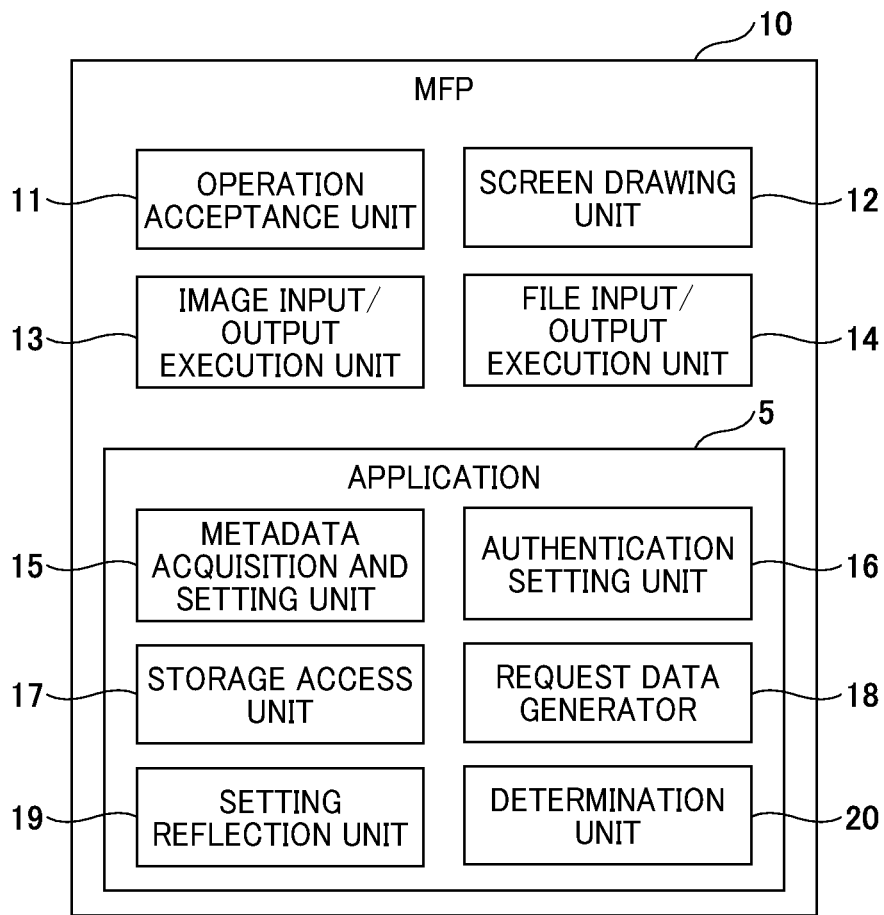 10
MFP
11
OPERATION
ACCEPTANCE UNIT
SCREEN DRAWING
UNIT
12
13
IMAGE INPUT/
OUTPUT
EXECUTION UNIT
FILE INPUT/
OUTPUT
EXECUTION UNIT
14
5
APPLICATION
15
METADATA
ACQUISITION AND
SETTING UNIT
AUTHENTICATION
SETTING UNIT
16
17
STORAGE ACCESS
UNIT
REQUEST DATA
GENERATOR
18
19
SETTING
REFLECTION UNIT
DETERMINATION
UNIT
20